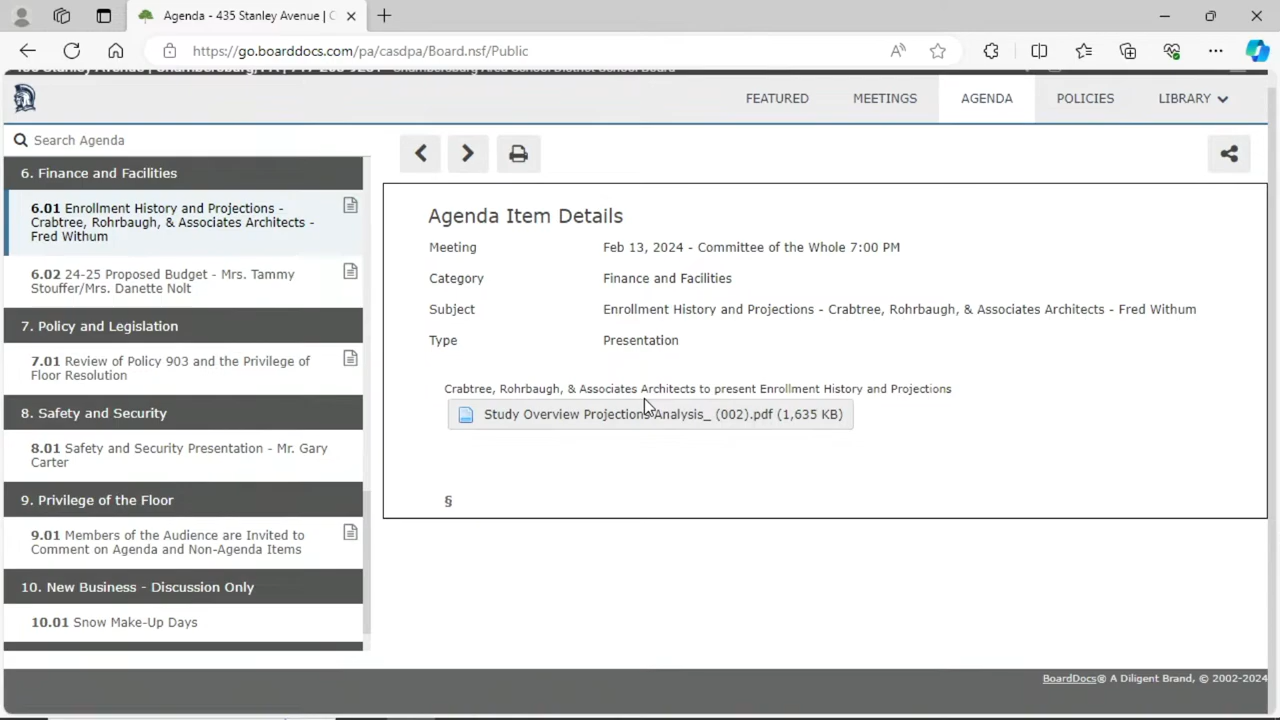 Agenda - 435 Stanley Avenue | C
https://go.boarddocs.com/pa/casdpa/Board.nsf/Public
FEATURED
MEETINGS
AGENDA
POLICIES
LIBRARY
Search Agenda
6. Finance and Facilities
6.01 Enrollment History and Projections -
Crabtree, Rohrbaugh, & Associates Architects -
Fred Withum
6.02 24-25 Proposed Budget - Mrs. Tammy
Stouffer/Mrs. Danette Nolt
7. Policy and Legislation
7.01 Review of Policy 903 and the Privilege of
Floor Resolution
8. Safety and Security
8.01 Safety and Security Presentation - Mr. Gary
Carter
9. Privilege of the Floor
9.01 Members of the Audience are Invited to
Comment on Agenda and Non-Agenda Items
10. New Business - Discussion Only
10.01 Snow Make-Up Days
Agenda Item Details
Meeting Feb 13, 2024 - Committee of the Whole 7:00 PM
Category Finance and Facilities
Subject Enrollment History and Projections - Crabtree, Rohrbaugh, & Associates Architects - Fred Withum
Type Presentation
Crabtree, Rohrbaugh, & Associates Architects to present Enrollment History and Projections
Study Overview Projections Analysis_ (002).pdf (1,635 KB)
§
BoardDocs® A Diligent Brand, © 2002-2024